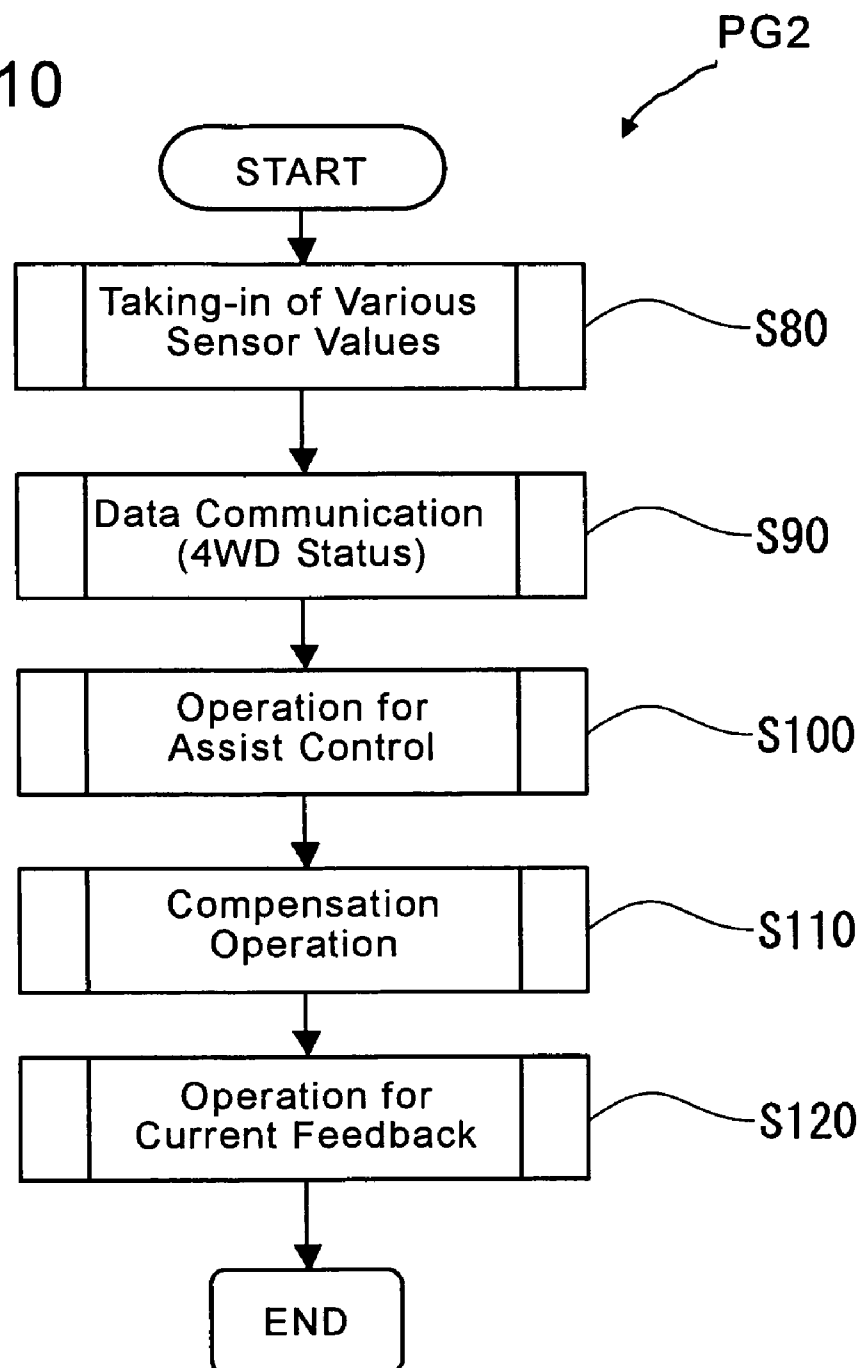 PG2
10
START
Taking-in of Various
Sensor Values
S80
Data Communication
(4WD Status)
S90
Operation for
Assist Control
S100
Compensation
Operation
S110
Operation for
Current Feedback
S120
END